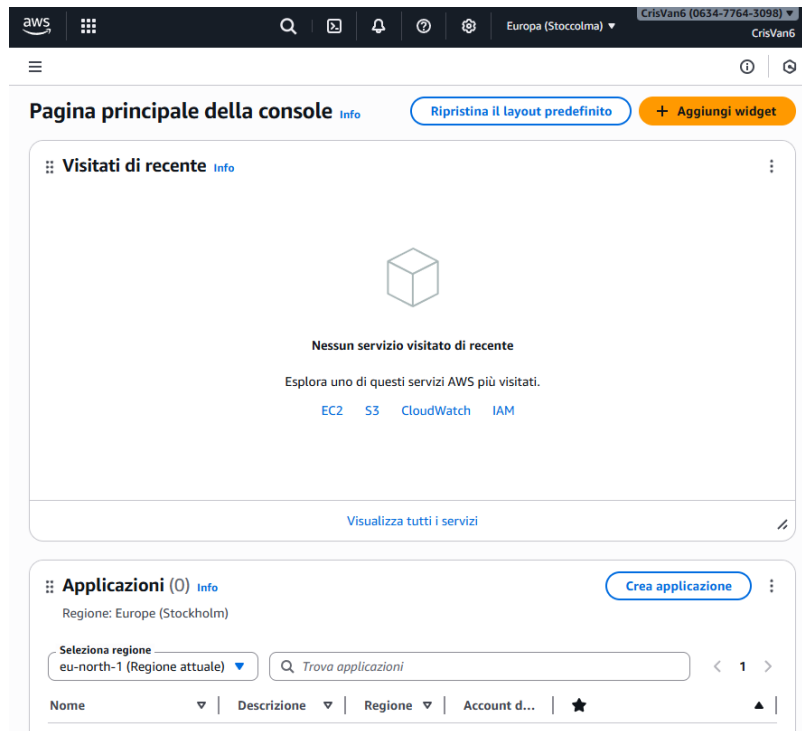 aws
Europa (Stoccolma) ▼
CrisVan6 (0634-7764-3098) ▼
CrisVan6
Pagina principale della console Info
Ripristina il layout predefinito
+ Aggiungi widget
Visitati di recente Info
Nessun servizio visitato di recente
Esplora uno di questi servizi AWS più visitati.
EC2 S3 CloudWatch IAM
Visualizza tutti i servizi
Applicazioni (0) Info
Crea applicazione
Regione: Europe (Stockholm)
Seleziona regione
eu-north-1 (Regione attuale)
Trova applicazioni
1
Nome Descrizione Regione Account d...